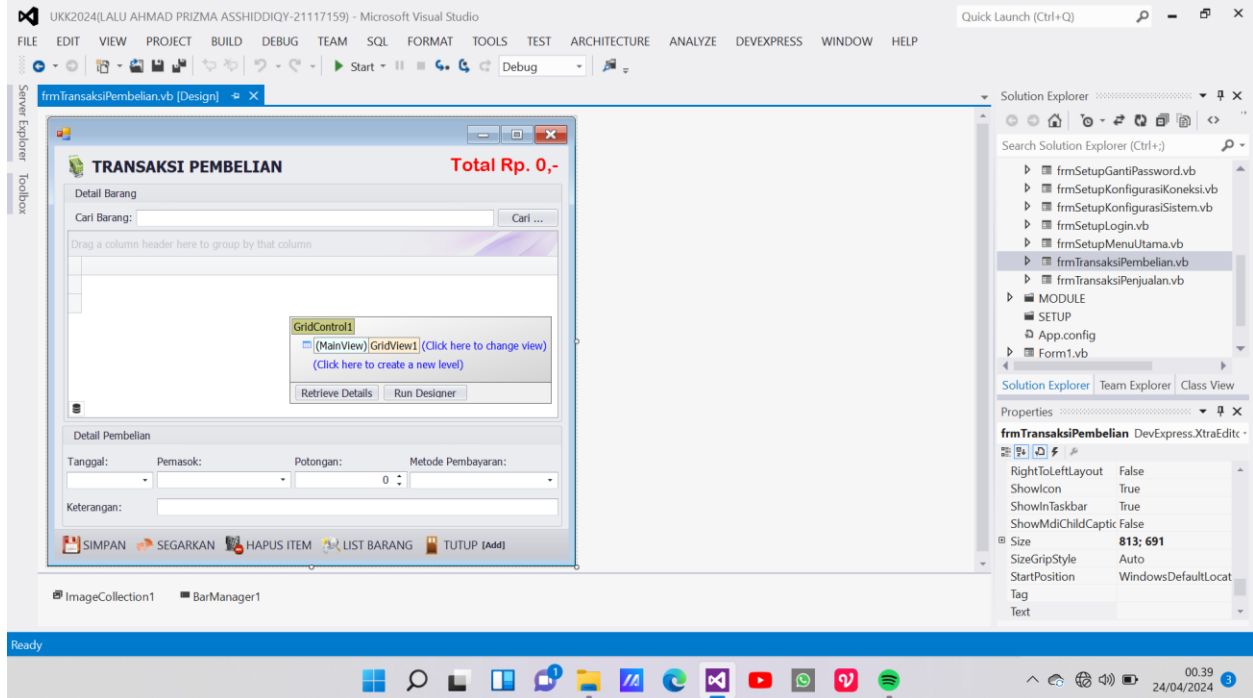 UKK2024(LALU AHMAD PRIZMA ASSHIDDIQY-21117159) - Microsoft Visual Studio
Quick Launch (Ctrl+Q)
FILE EDIT VIEW PROJECT BUILD DEBUG TEAM SQL FORMAT TOOLS TEST ARCHITECTURE ANALYZE DEVEXPRESS WINDOW HELP
Start Debug
Server Explorer
Toolbox
frmTransaksiPembelian.vb [Design]
TRANSAKSI PEMBELIAN
Total Rp. 0,-
Detail Barang
Cari Barang:
Cari ...
Drag a column header here to group by that column
GridControl1
(MainView) GridView1 (Click here to change view)
(Click here to create a new level)
Retrieve Details Run Designer
Detail Pembelian
Tanggal: Pemasok: Potongan: Metode Pembayaran:
0
Keterangan:
SIMPAN SEGARKAN HAPUS ITEM LIST BARANG TUTUP [Add]
ImageCollection1 BarManager1
Solution Explorer
Search Solution Explorer (Ctrl+;)
frmSetupGantiPassword.vb
frmSetupKonfigurasiKoneksi.vb
frmSetupKonfigurasiSistem.vb
frmSetupLogin.vb
frmSetupMenuUtama.vb
frmTransaksiPembelian.vb
frmTransaksiPenjualan.vb
MODULE
SETUP
App.config
Form1.vb
Solution Explorer Team Explorer Class View
Properties
frmTransaksiPembelian DevExpress.XtraEditc
RightToLeftLayout False
ShowIcon True
ShowInTaskbar True
ShowMdiChildCaptic False
Size 813; 691
SizeGripStyle Auto
StartPosition WindowsDefaultLocat
Tag
Text
Ready
1
00.39
24/04/2024
3